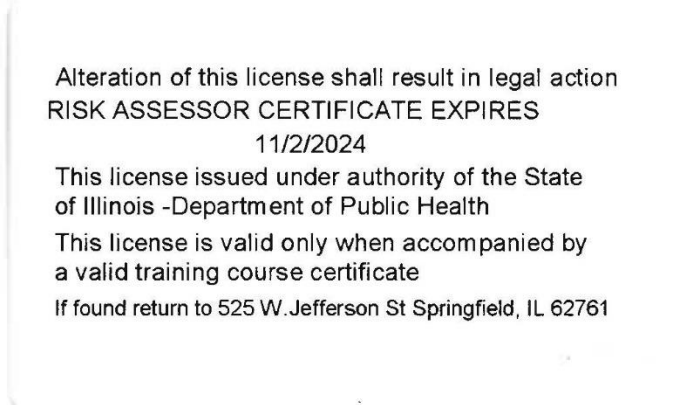 Alteration of this license shall result in legal action
RISK ASSESSOR CERTIFICATE EXPIRES
11/2/2024
This license issued under authority of the State
of Illinois -Department of Public Health
This license is valid only when accompanied by
a valid training course certificate
If found return to 525 W.Jefferson St Springfield, IL 62761